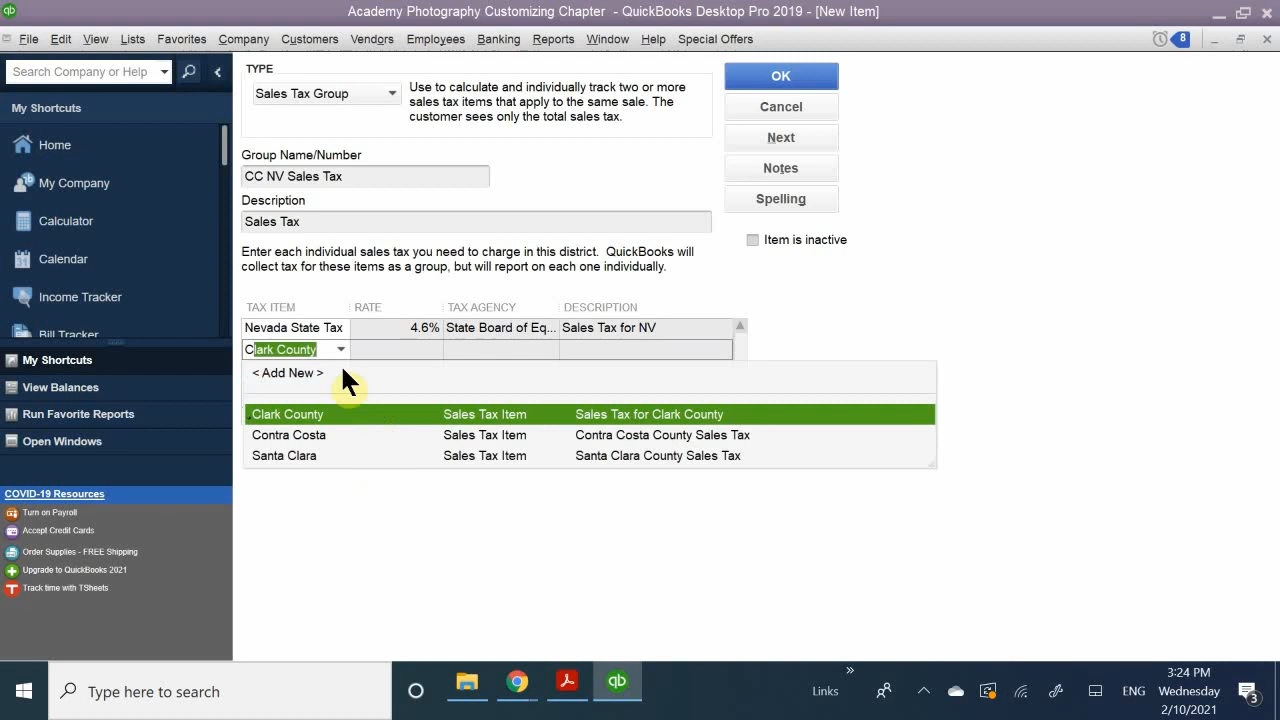 Academy Photography Customizing Chapter - QuickBooks Desktop Pro 2019 - [New Item]
File Edit View Lists Favorites Company Customers Vendors Employees Banking Reports Window Help Special Offers
8
Search Company or Help
My Shortcuts
Home
My Company
Calculator
Calendar
Income Tracker
Bill Tracker
My Shortcuts
View Balances
Run Favorite Reports
Open Windows
COVID-19 Resources
Turn on Payroll
Accept Credit Cards
Order Supplies - FREE Shipping
Upgrade to QuickBooks 2021
Track time with TSheets
TYPE
Sales Tax Group
Use to calculate and individually track two or more
sales tax items that apply to the same sale. The
customer sees only the total sales tax.
OK
Cancel
Next
Notes
Spelling
Item is inactive
Group Name/Number
CC NV Sales Tax
Description
Sales Tax
Enter each individual sales tax you need to charge in this district. QuickBooks will
collect tax for these items as a group, but will report on each one individually.
TAX ITEM RATE TAX AGENCY DESCRIPTION
Nevada State Tax 4.6% State Board of Eq... Sales Tax for NV
Clark County
< Add New >
Clark County Sales Tax Item Sales Tax for Clark County
Contra Costa Sales Tax Item Contra Costa County Sales Tax
Santa Clara Sales Tax Item Santa Clara County Sales Tax
Type here to search
qb
Links
ENG
3:24 PM
Wednesday
2/10/2021
3